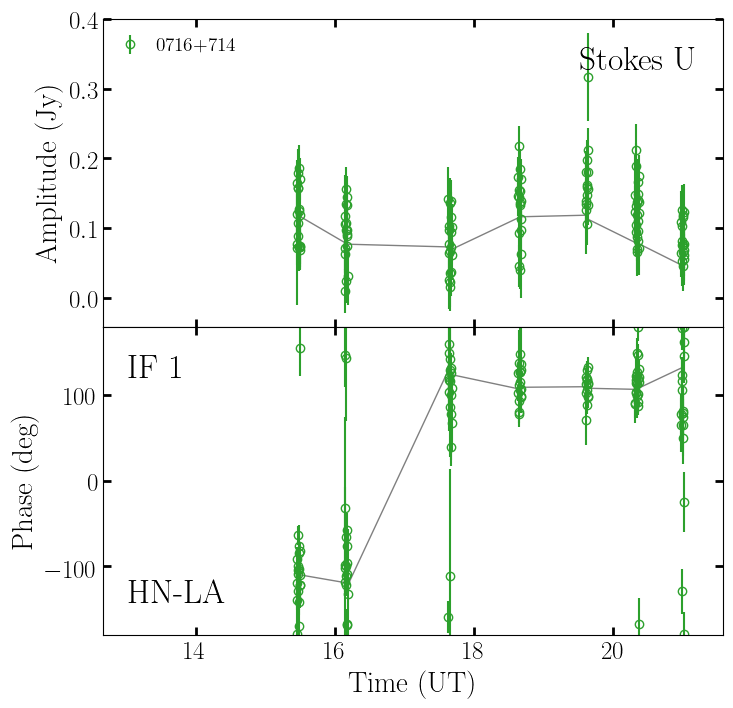 0.4
0716+714
Stokes U
0.3
0.2
0.1
0.0
Amplitude (Jy)
IF 1
100
0
−100
Phase (deg)
HN-LA
14 16 18 20
Time (UT)